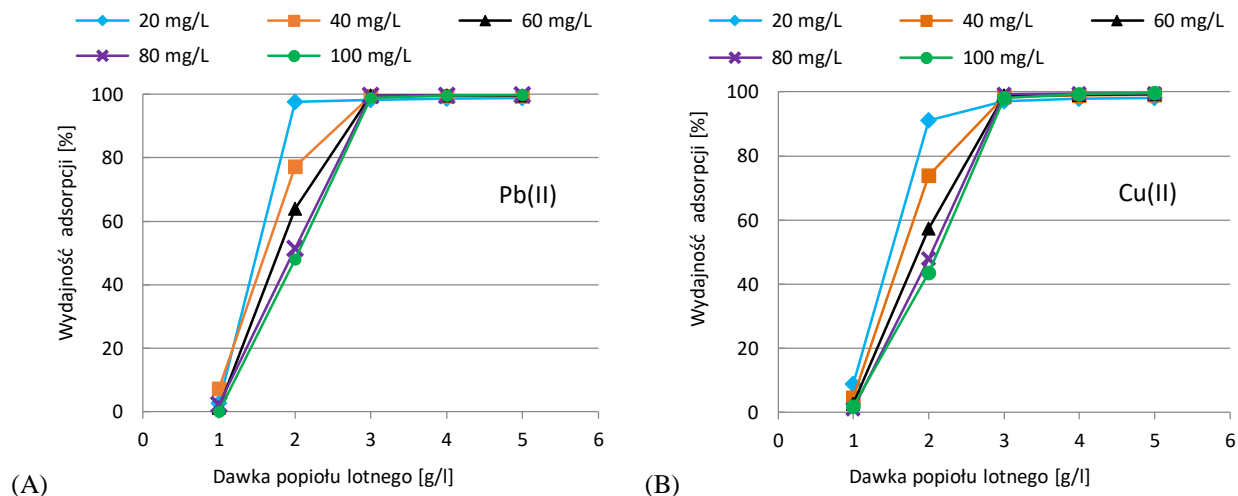 20 mg/L 40 mg/L 60 mg/L
80 mg/L 100 mg/L
100
80
60
40
20
0
0 1 2 3 4 5 6
Wydajność adsorpcji [%]
Dawka popiołu lotnego [g/l]
Pb(II)
(A)
20 mg/L 40 mg/L 60 mg/L
80 mg/L 100 mg/L
100
80
60
40
20
0
0 1 2 3 4 5 6
Wydajność adsorpcji [%]
Dawka popiołu lotnego [g/l]
Cu(II)
(B)